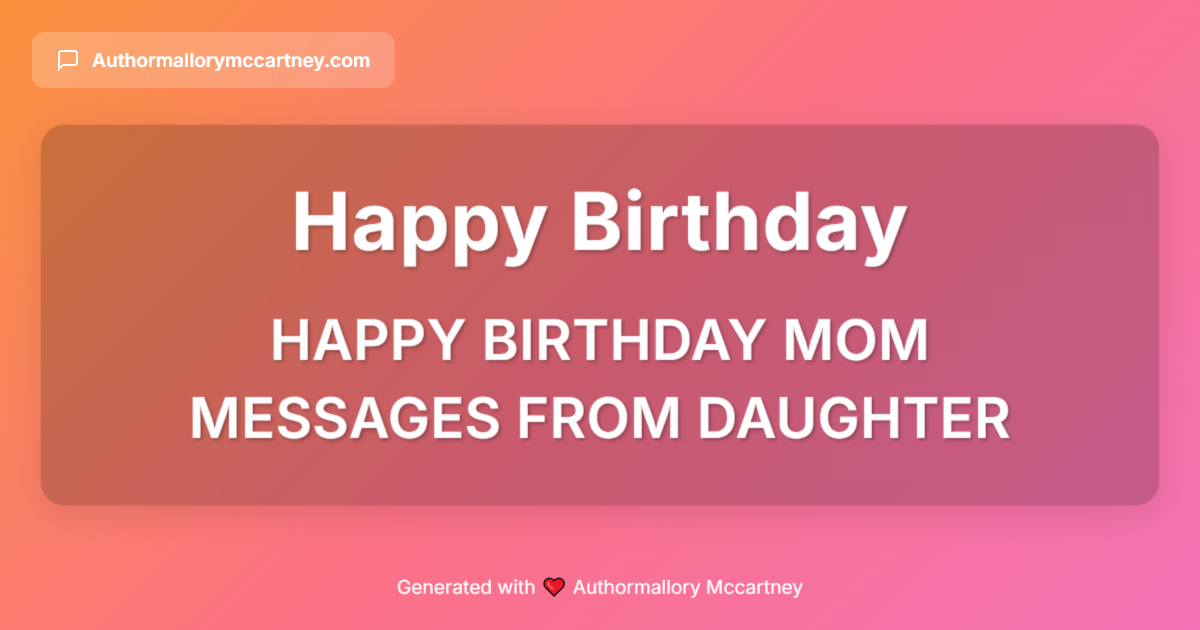 Authormallorymccartney.com
Happy Birthday
HAPPY BIRTHDAY MOM
MESSAGES FROM DAUGHTER
Generated with ❤️ Authormallory Mccartney